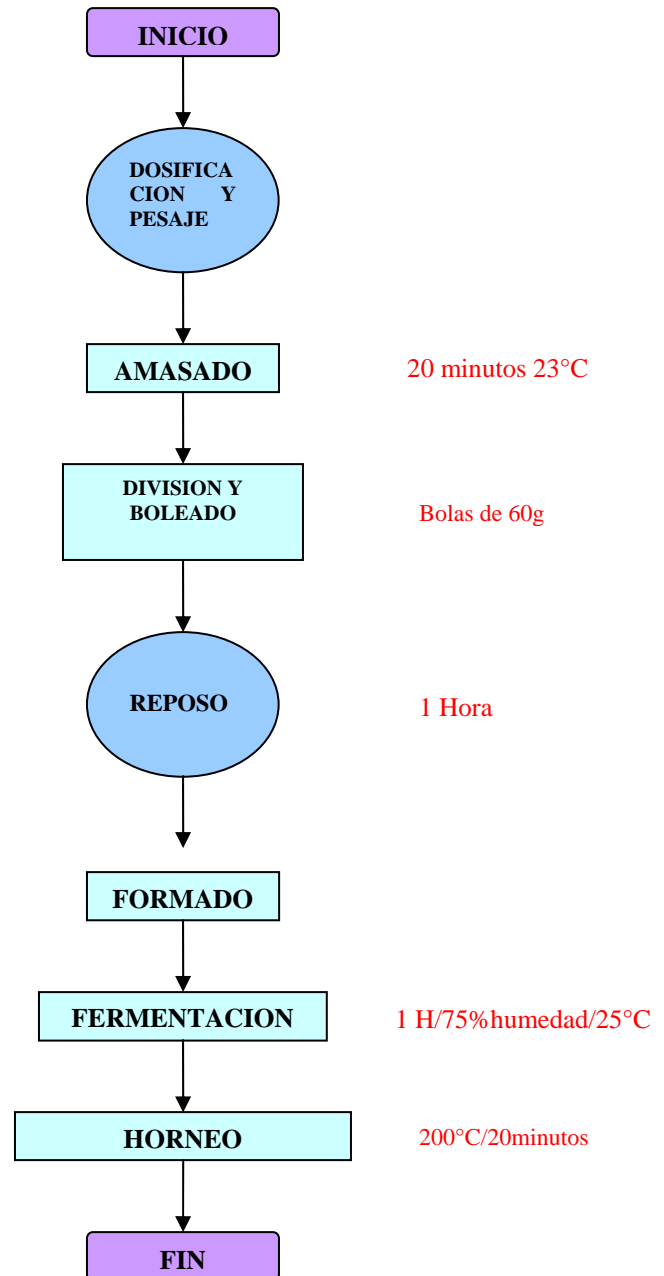 INICIO
DOSIFICA
CION Y
PESAJE
AMASADO
20 minutos 23°C
DIVISION Y
BOLEADO
Bolas de 60g
REPOSO
1 Hora
FORMADO
FERMENTACION
1 H/75%humedad/25°C
HORNEO
200°C/20minutos
FIN